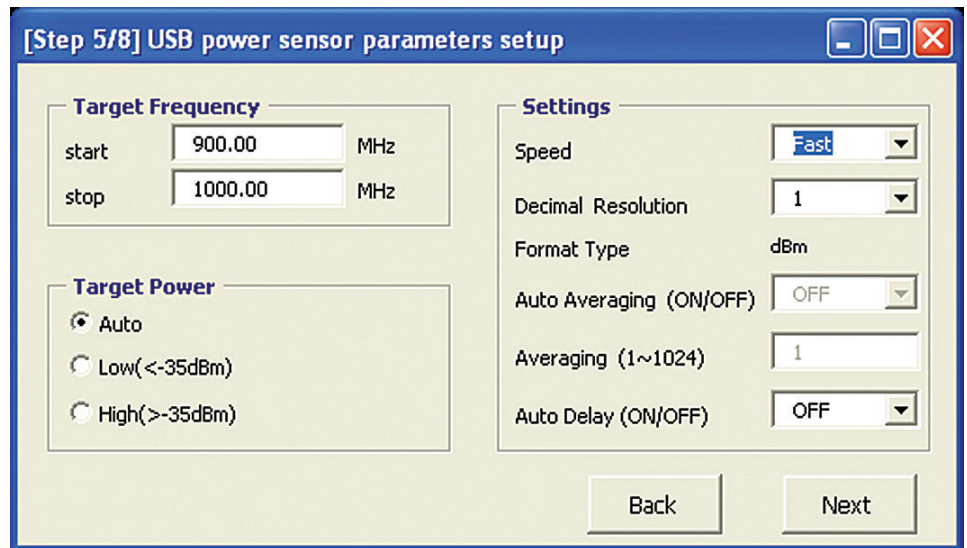 [Step 5/8] USB power sensor parameters setup
Target Frequency
start 900.00 MHz
stop 1000.00 MHz
Target Power
Auto
Low(<-35dBm)
High(>-35dBm)
Settings
Speed Fast
Decimal Resolution 1
Format Type dBm
Auto Averaging (ON/OFF) OFF
Averaging (1~1024) 1
Auto Delay (ON/OFF) OFF
Back Next